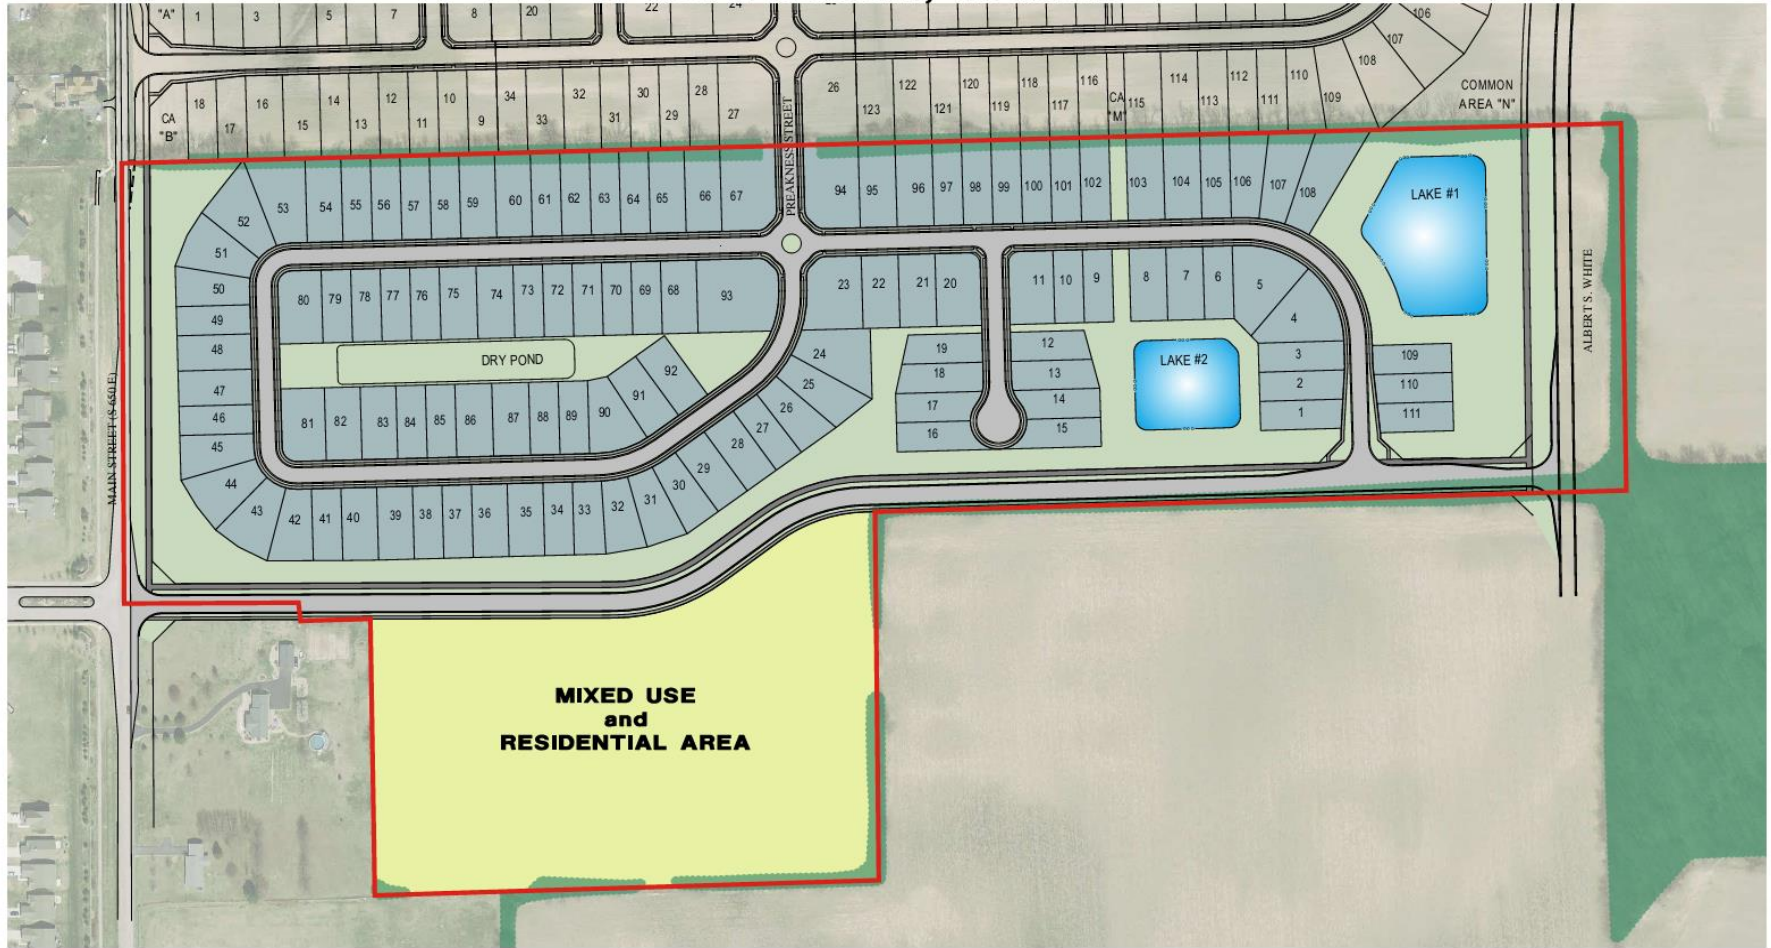 "A" 1 3 5 7 8 20 22 24
106
107
108
18 16 14 12 10 34 32 30 28 26 122 120 118 116 114 112 110
CA "B" 17 15 13 11 9 33 31 29 27 123 121 119 117 CA "M" 115 113 111 109
COMMON
AREA "N"
PREAKNESS STREET
53 54 55 56 57 58 59 60 61 62 63 64 65 66 67
94 95 96 97 98 99 100 101 102 103 104 105 106 107 108
LAKE #1
52
51
50
49
48
47
46
45
44
43
80 79 78 77 76 75 74 73 72 71 70 69 68 93
23 22 21 20 11 10 9 8 7 6 5
4
3
2
1
ALBERT S. WHITE
DRY POND
92
91
81 82 83 84 85 86 87 88 89 90
24
25
26
27
28
29
30
31
32
19
18
17
16
12
13
14
15
LAKE #2
109
110
111
MAIN STREET (S 650 E)
42 41 40 39 38 37 36 35 34 33
MIXED USE
and
RESIDENTIAL AREA